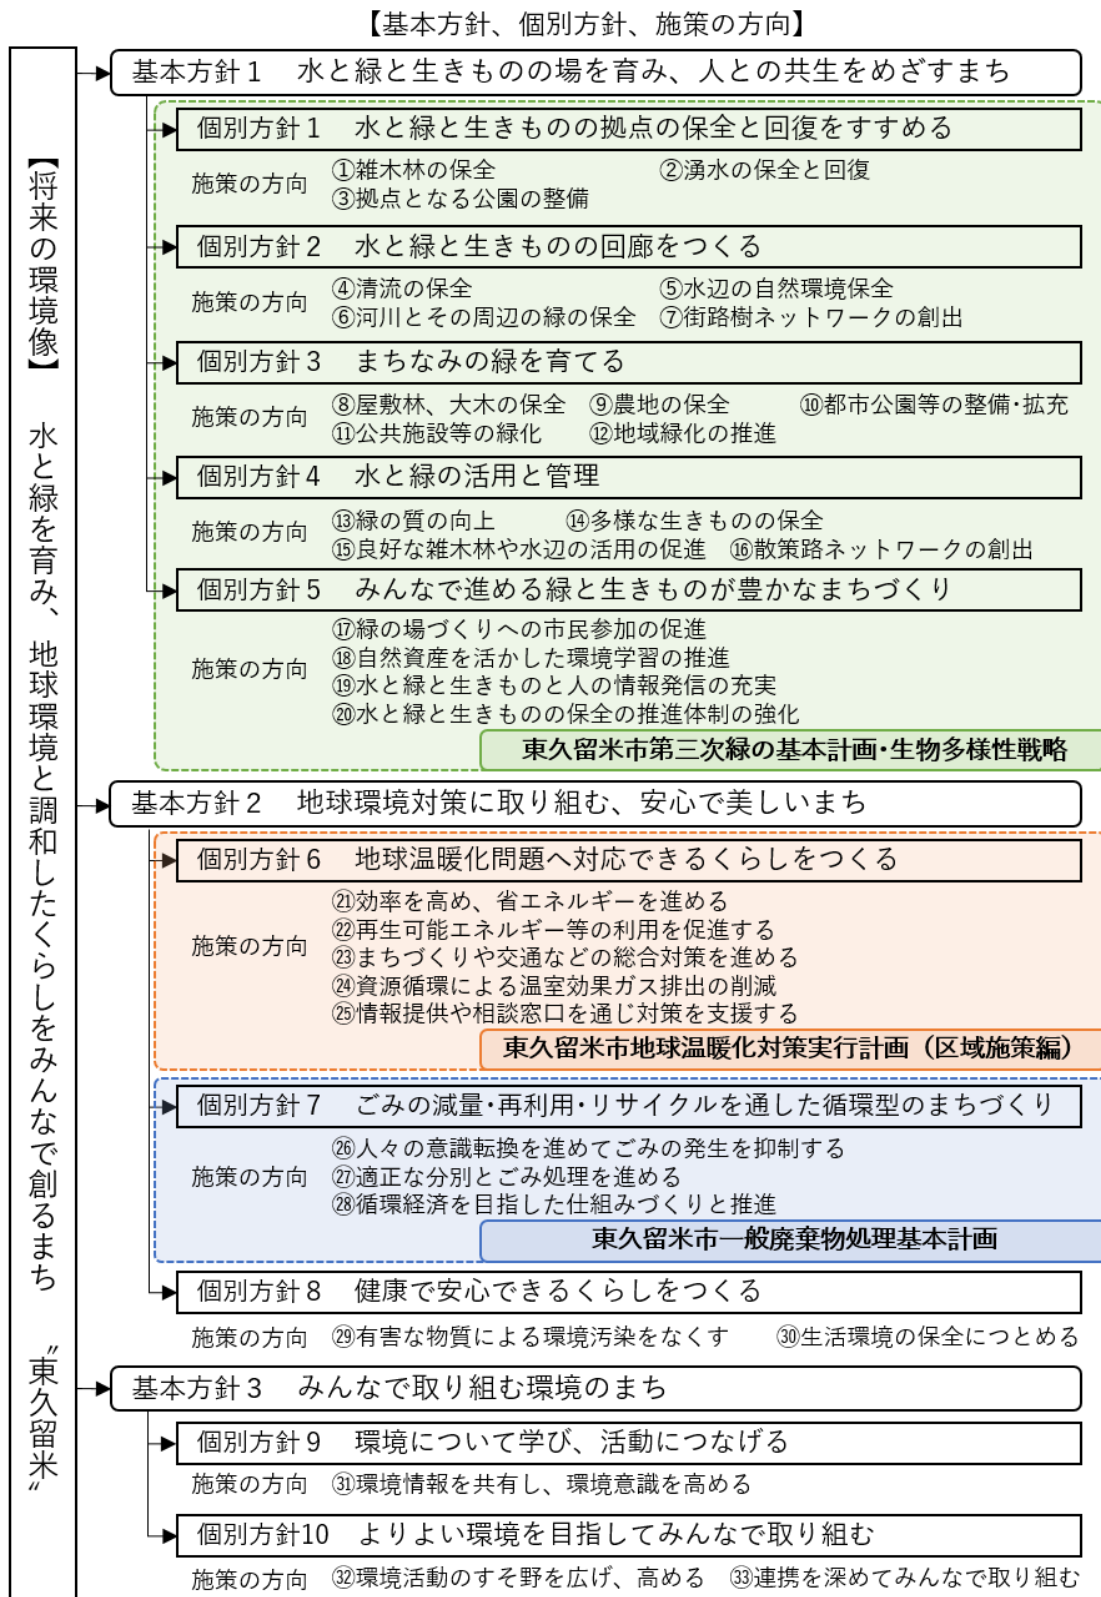 【基本方針、個別方針、施策の方向】
【将来の環境像】 水と緑を育み、地球環境と調和したくらしをみんなで創るまち “東久留米”
基本方針1 水と緑と生きものの場を育み、人との共生をめざすまち
個別方針1 水と緑と生きものの拠点の保全と回復をすすめる
施策の方向
①雑木林の保全 ②湧水の保全と回復
③拠点となる公園の整備
個別方針2 水と緑と生きものの回廊をつくる
施策の方向
④清流の保全 ⑤水辺の自然環境保全
⑥河川とその周辺の緑の保全 ⑦街路樹ネットワークの創出
個別方針3 まちなみの緑を育てる
施策の方向
⑧屋敷林、大木の保全 ⑨農地の保全 ⑩都市公園等の整備・拡充
⑪公共施設等の緑化 ⑫地域緑化の推進
個別方針4 水と緑の活用と管理
施策の方向
⑬緑の質の向上 ⑭多様な生きものの保全
⑮良好な雑木林や水辺の活用の促進 ⑯散策路ネットワークの創出
個別方針5 みんなで進める緑と生きものが豊かなまちづくり
施策の方向
⑰緑の場づくりへの市民参加の促進
⑱自然資産を活かした環境学習の推進
⑲水と緑と生きものと人の情報発信の充実
⑳水と緑と生きものの保全の推進体制の強化
東久留米市第三次緑の基本計画・生物多様性戦略
基本方針2 地球環境対策に取り組む、安心で美しいまち
個別方針6 地球温暖化問題へ対応できるくらしをつくる
施策の方向
㉑効率を高め、省エネルギーを進める
㉒再生可能エネルギー等の利用を促進する
㉓まちづくりや交通などの総合対策を進める
㉔資源循環による温室効果ガス排出の削減
㉕情報提供や相談窓口を通じ対策を支援する
東久留米市地球温暖化対策実行計画（区域施策編）
個別方針7 ごみの減量・再利用・リサイクルを通した循環型のまちづくり
施策の方向
㉖人々の意識転換を進めてごみの発生を抑制する
㉗適正な分別とごみ処理を進める
㉘循環経済を目指した仕組みづくりと推進
東久留米市一般廃棄物処理基本計画
個別方針8 健康で安心できるくらしをつくる
施策の方向 ㉙有害な物質による環境汚染をなくす ㉚生活環境の保全につとめる
基本方針3 みんなで取り組む環境のまち
個別方針9 環境について学び、活動につなげる
施策の方向 ㉛環境情報を共有し、環境意識を高める
個別方針10 よりよい環境を目指してみんなで取り組む
施策の方向 ㉜環境活動のすそ野を広げ、高める ㉝連携を深めてみんなで取り組む